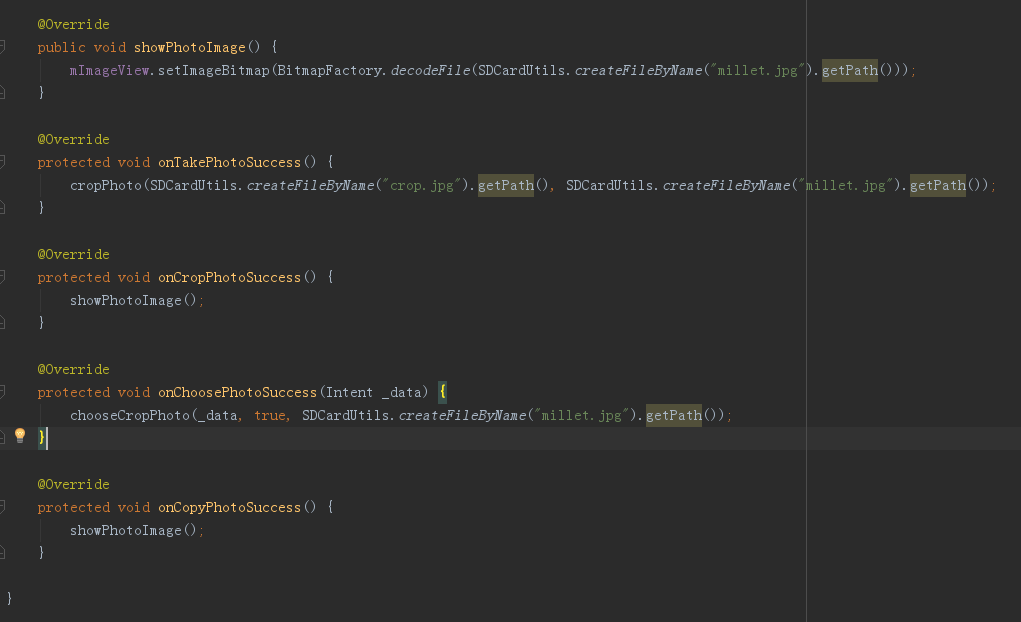 @Override
public void showPhotoImage() {
mImageView.setImageBitmap(BitmapFactory.decodeFile(SDCardUtils.createFileByName("millet.jpg").getPath()));
}
@Override
protected void onTakePhotoSuccess() {
cropPhoto(SDCardUtils.createFileByName("crop.jpg").getPath(), SDCardUtils.createFileByName("millet.jpg").getPath());
}
@Override
protected void onCropPhotoSuccess() {
showPhotoImage();
}
@Override
protected void onChoosePhotoSuccess(Intent _data) {
chooseCropPhoto(_data, true, SDCardUtils.createFileByName("millet.jpg").getPath());
}
@Override
protected void onCopyPhotoSuccess() {
showPhotoImage();
}
}